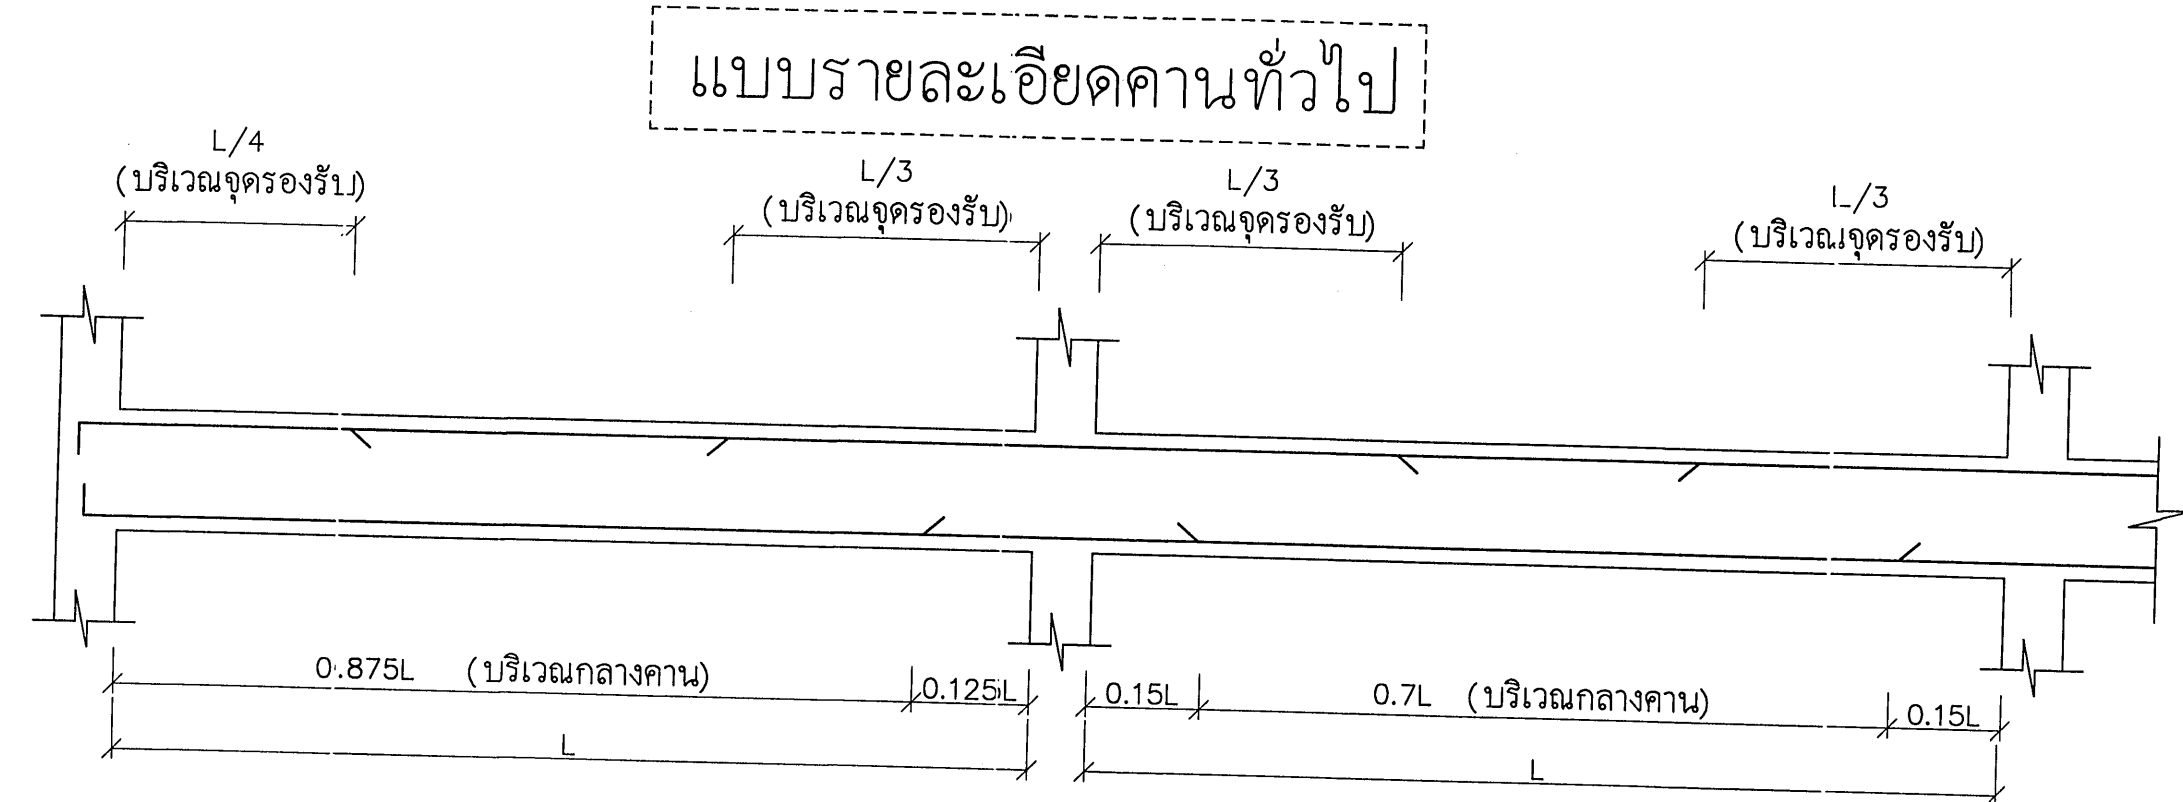 แบบรายละเอียดคานทั่วไป
L/4
(บริเวณจุดรองรับ)
L/3
(บริเวณจุดรองรับ)
L/3
(บริเวณจุดรองรับ)
L/3
(บริเวณจุดรองรับ)
0.875L (บริเวณกลางคาน)
0.125L
0.15L
0.7L (บริเวณกลางคาน)
0.15L
L
L